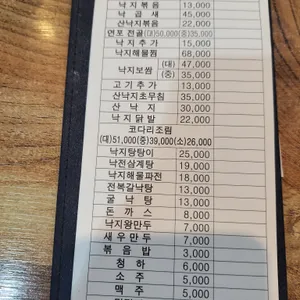 낙지볶음 13,000
낙곱새 45,000
산낙지볶음 22,000
연포 전골 (대)50,000(중)35,000
낙지추가 15,000
낙지해물찜 68,000
낙지보쌈 (대) 47,000
(중) 35,000
고기추가 13,000
산낙지초무침 35,000
산낙지 30,000
낙지닭발 22,000
코다리조림
(대)51,000(중)39,000(소)26,000
낙지탕탕이 25,000
낙전삼계탕 19,000
낙지해물파전 18,000
전복갈낙탕 13,000
굴낙탕 13,000
돈까스 8,000
낙지왕만두 7,000
새우만두 7,000
볶음밥 3,000
청하 6,000
소주 5,000
맥주 5,000